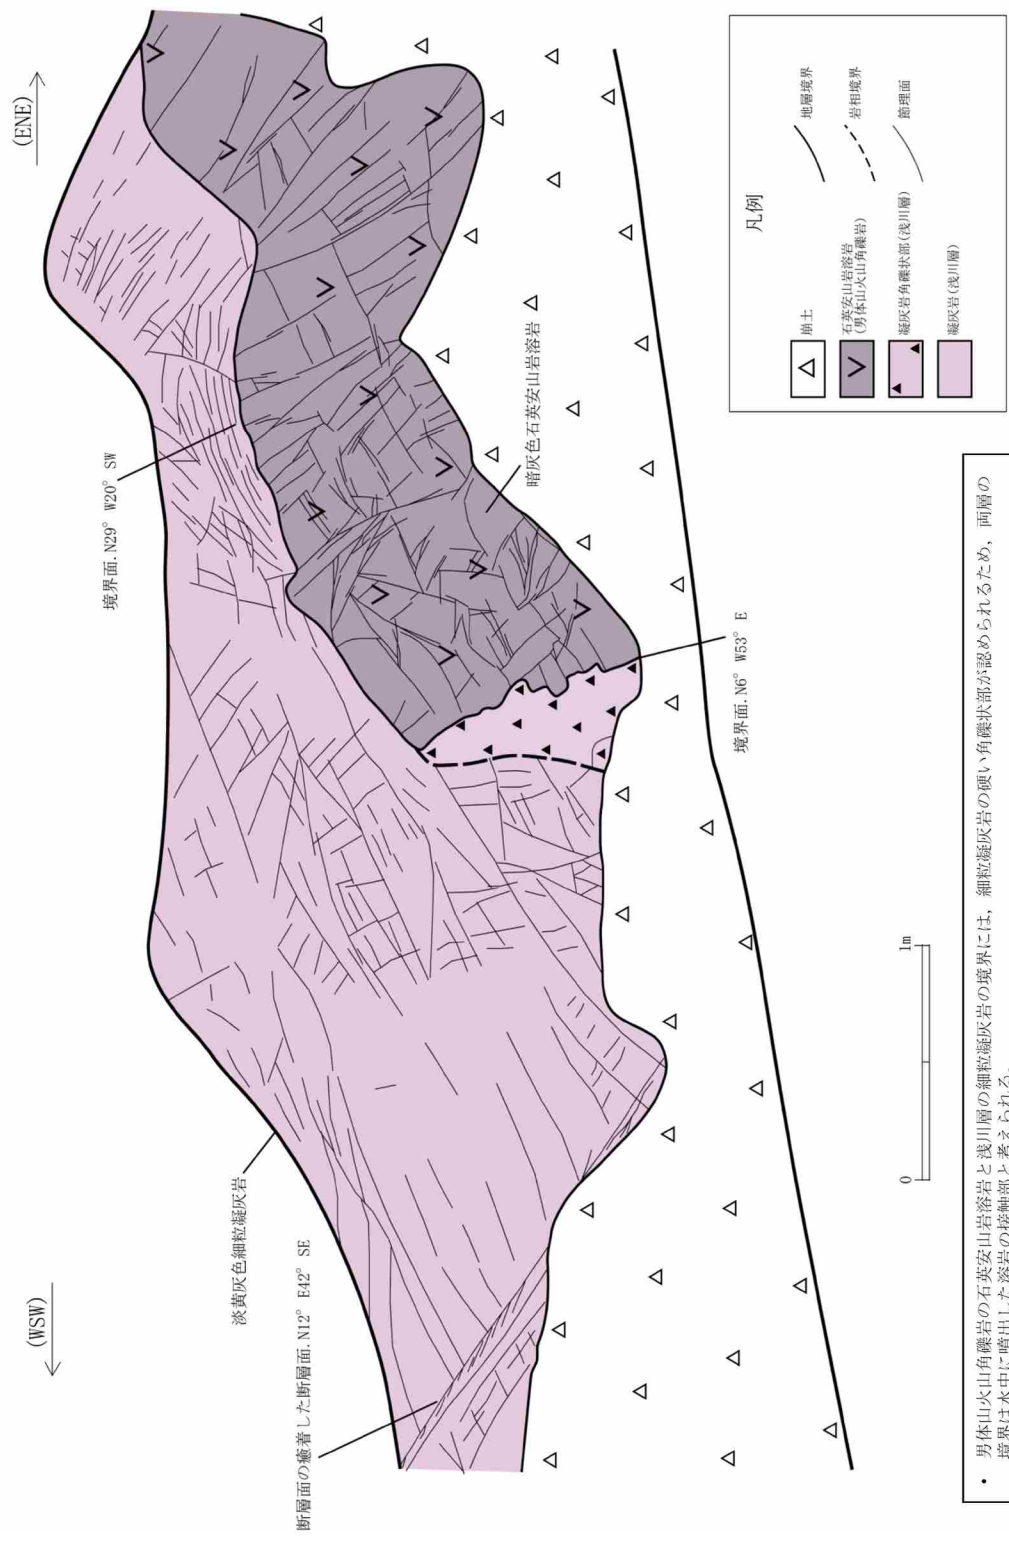 (WSW)
(ENE)
断層面の癒着した断層面.N12° E42° SE
淡黄灰色細粒凝灰岩
境界面.N29° W20° SW
暗灰色石英安山岩溶岩
境界面.N6° W53° E
0
1m
凡例
崩土
石英安山岩溶岩
(男体山火山角礫岩)
凝灰岩角礫状部(浅川層)
凝灰岩(浅川層)
地層境界
岩相境界
節理面
• 男体山火山角礫岩の石英安山岩溶岩と浅川層の細粒凝灰岩の境界には，細粒凝灰岩の硬い角礫状部が認められるため，両層の
境界は水中に噴出した溶岩の接触部と考えられる。